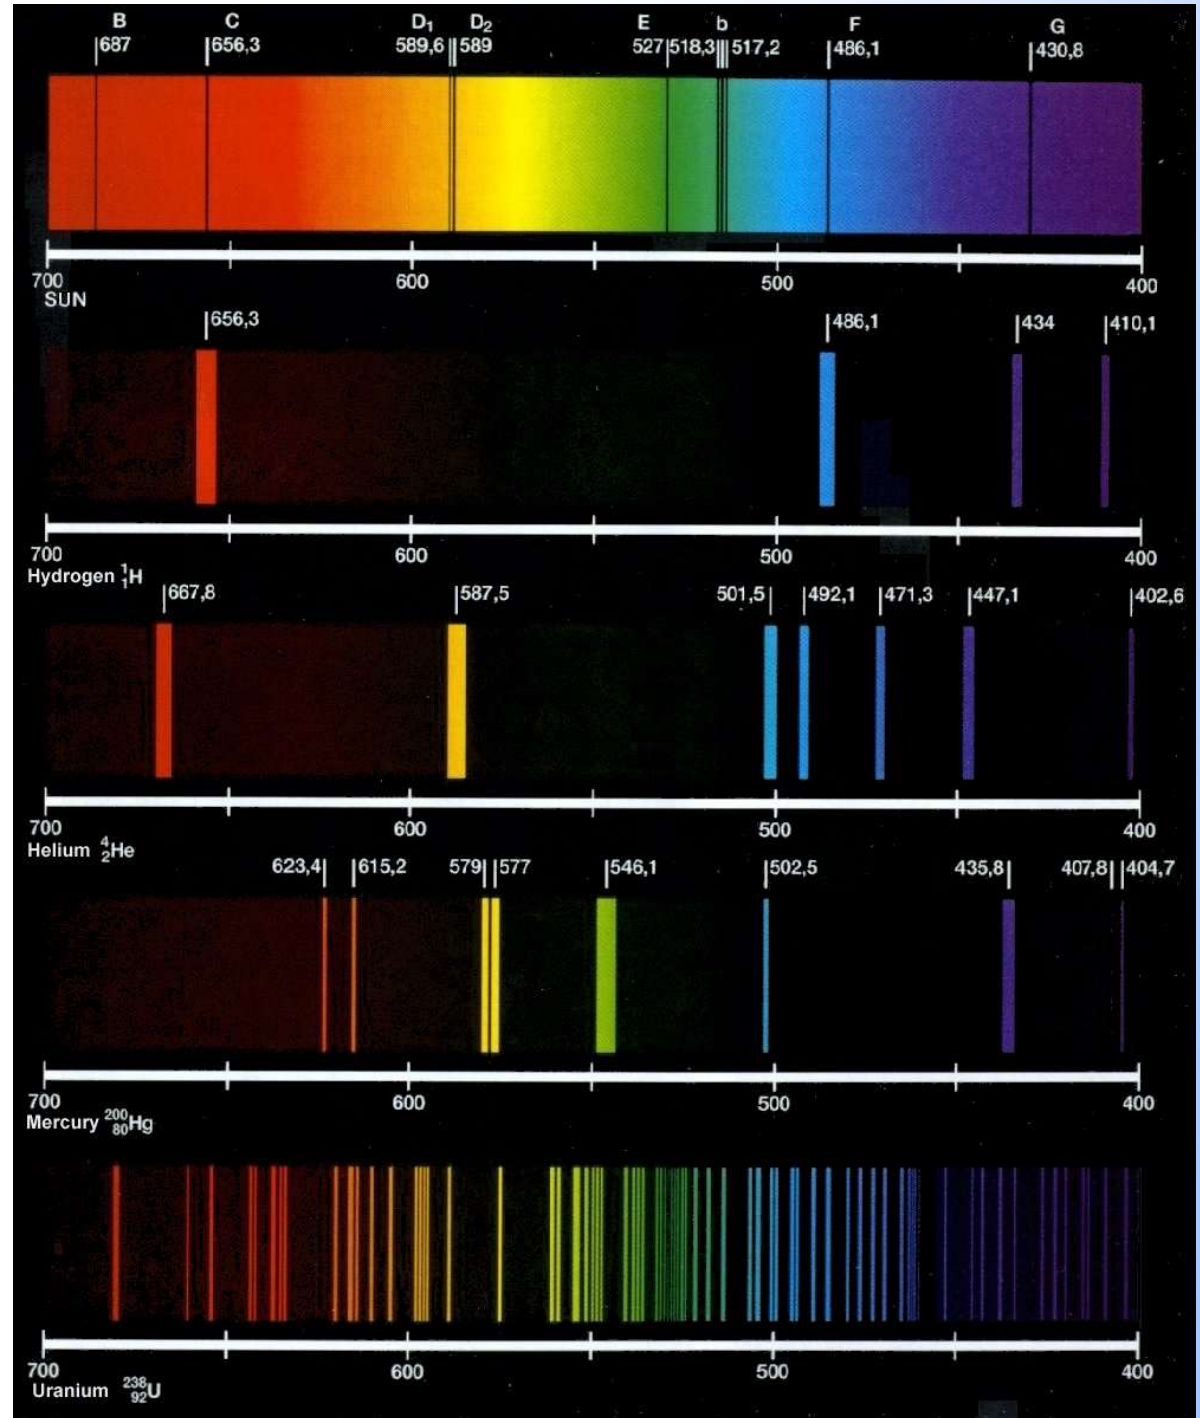 B C D₁ D₂ E b F G
687 656,3 589,6 589 527 518,3 517,2 486,1 430,8
700 600 500 400
SUN
656,3 486,1 434 410,1
700 600 500 400
Hydrogen ¹₁H
667,8 587,5 501,5 492,1 471,3 447,1 402,6
700 600 500 400
Helium ⁴₂He
623,4 615,2 579 577 546,1 502,5 435,8 407,8 404,7
700 600 500 400
Mercury ²⁰⁰₈₀Hg
700 600 500 400
Uranium ²³⁸₉₂U